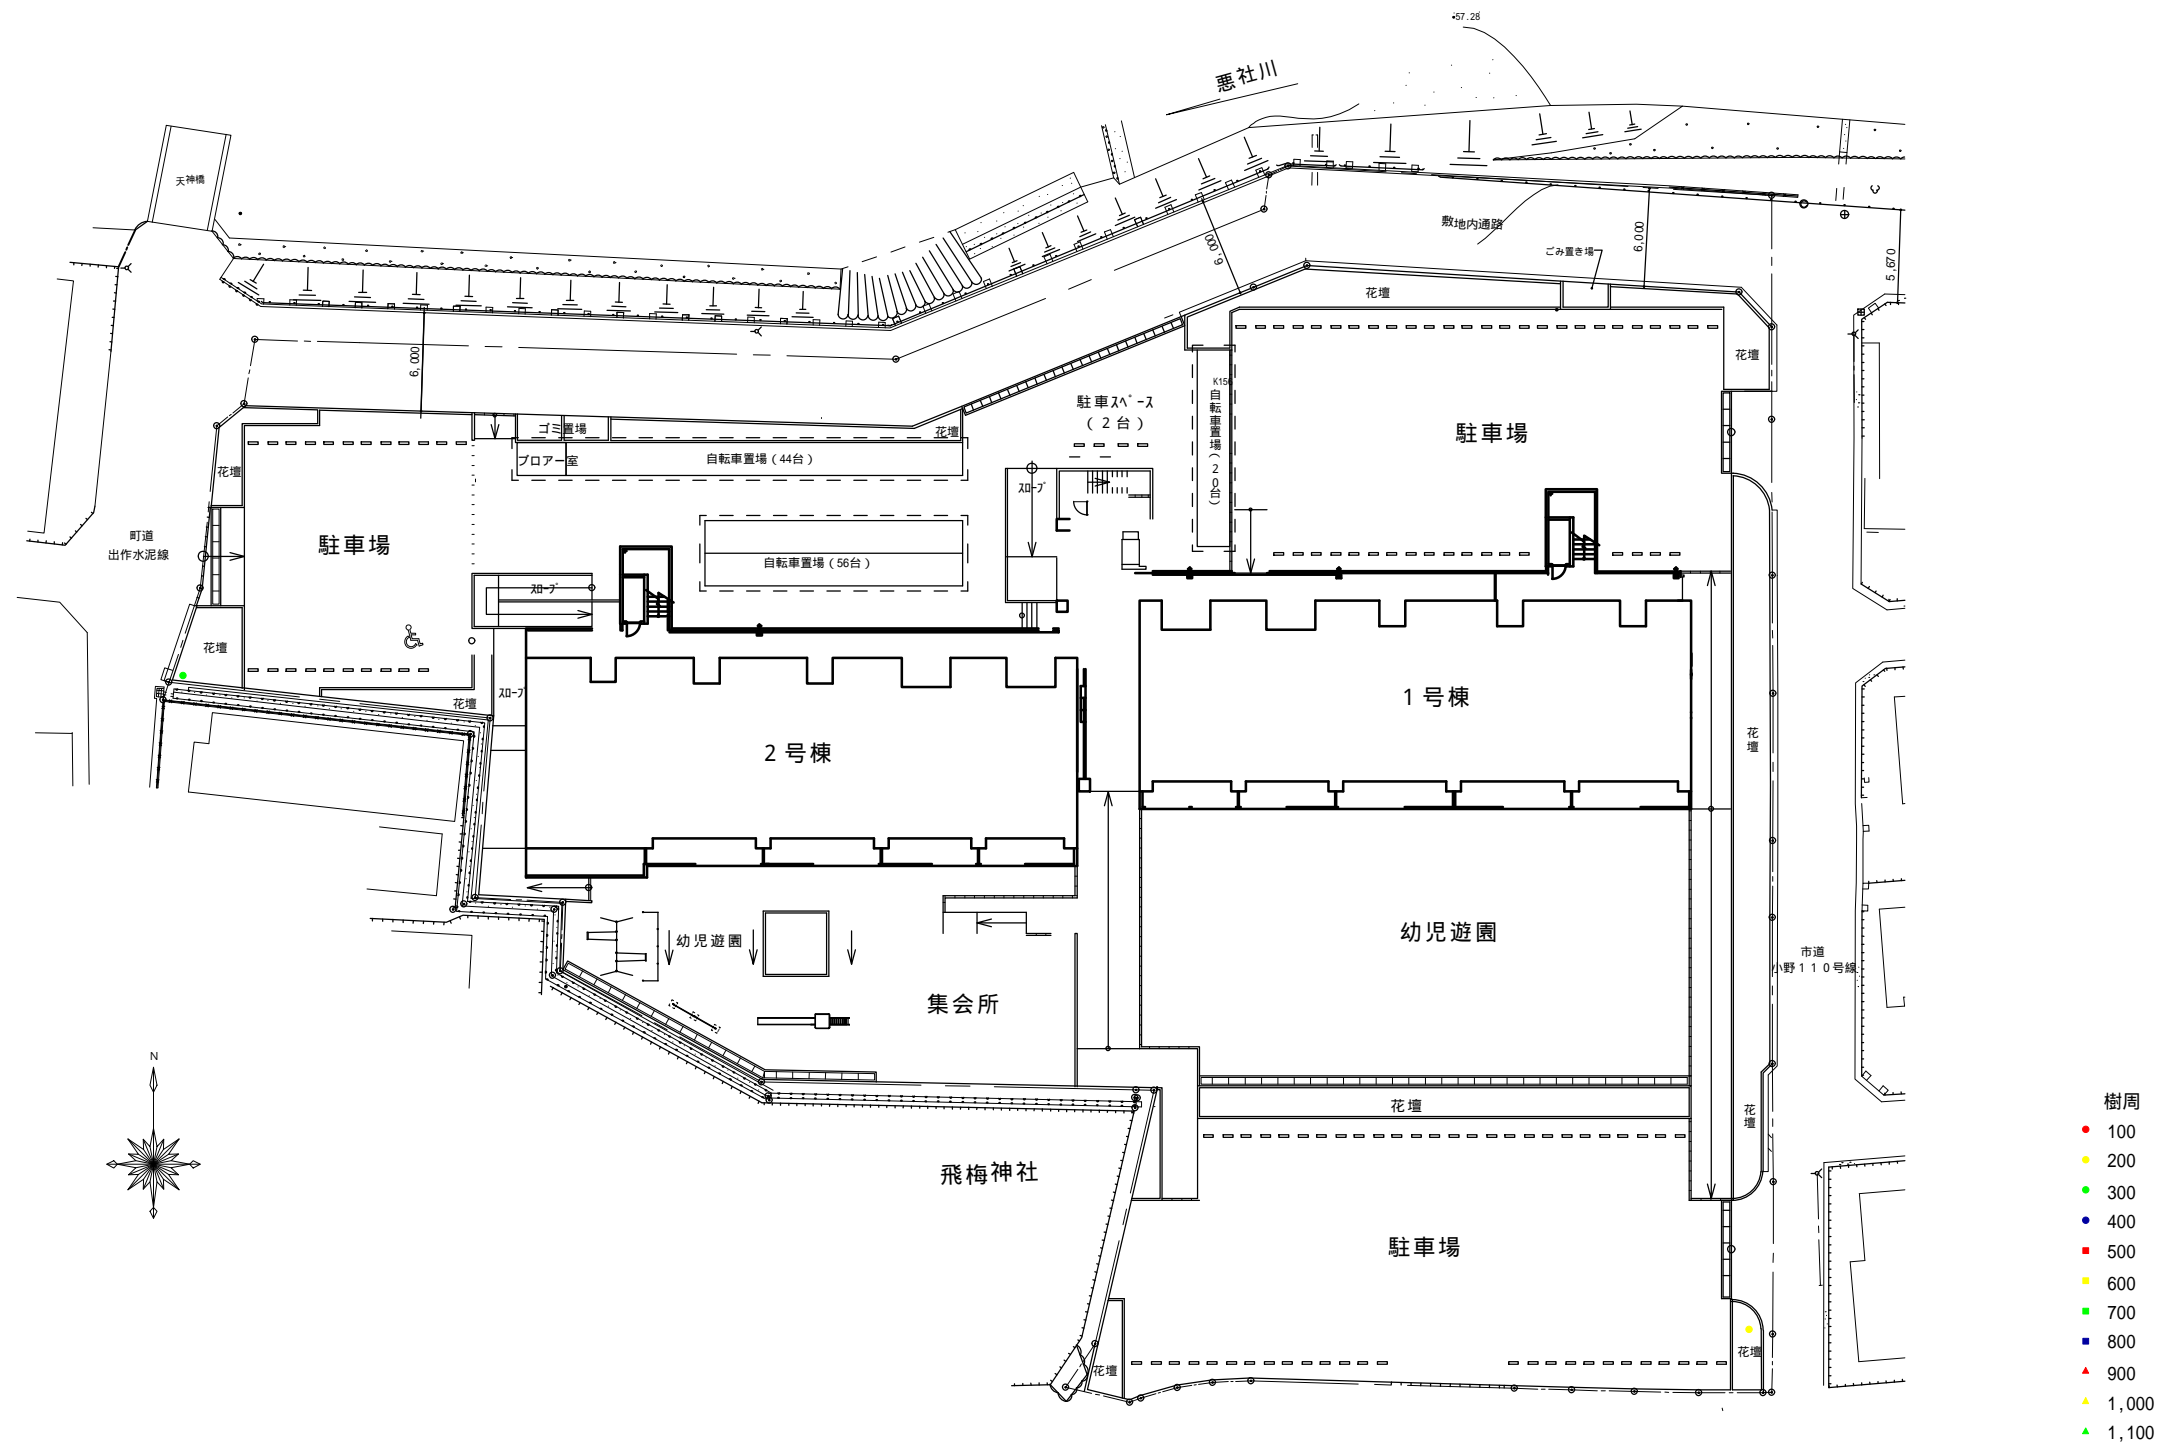 57.28
悪社川
天神橋
敷地内通路
6,000
5,670
6,000
ごみ置き場
花壇
6,000
花壇
K150
駐車ｽﾍﾟｰｽ
（２台）
自転車置場（２０台）
駐車場
ゴミ置場
花壇
ブロアー室
自転車置場（44台）
花壇
ｽﾛｰﾌﾟ
町道
出作水泥線
駐車場
自転車置場（56台）
ｽﾛｰﾌﾟ
花壇
花壇
ｽﾛｰﾌﾟ
１号棟
２号棟
花壇
幼児遊園
幼児遊園
市道
小野１１０号線
集会所
N
花壇
花壇
飛梅神社
駐車場
花壇
花壇
樹周
100
200
300
400
500
600
700
800
900
1,000
1,100